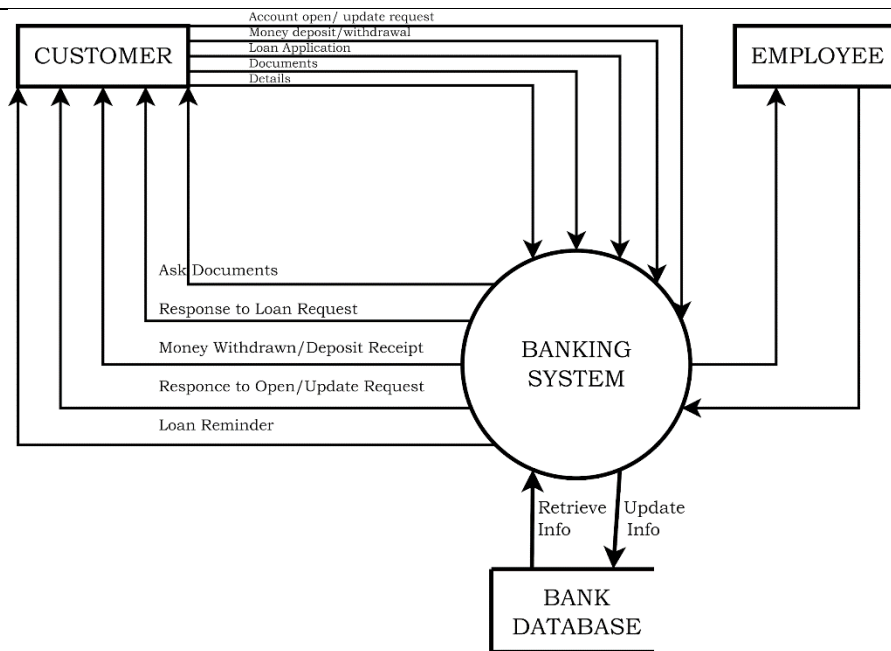 Account open/ update request
Money deposit/withdrawal
Loan Application
Documents
Details
CUSTOMER
EMPLOYEE
Ask Documents
Response to Loan Request
Money Withdrawn/Deposit Receipt
Responce to Open/Update Request
Loan Reminder
BANKING
SYSTEM
Retrieve
Info
Update
Info
BANK
DATABASE